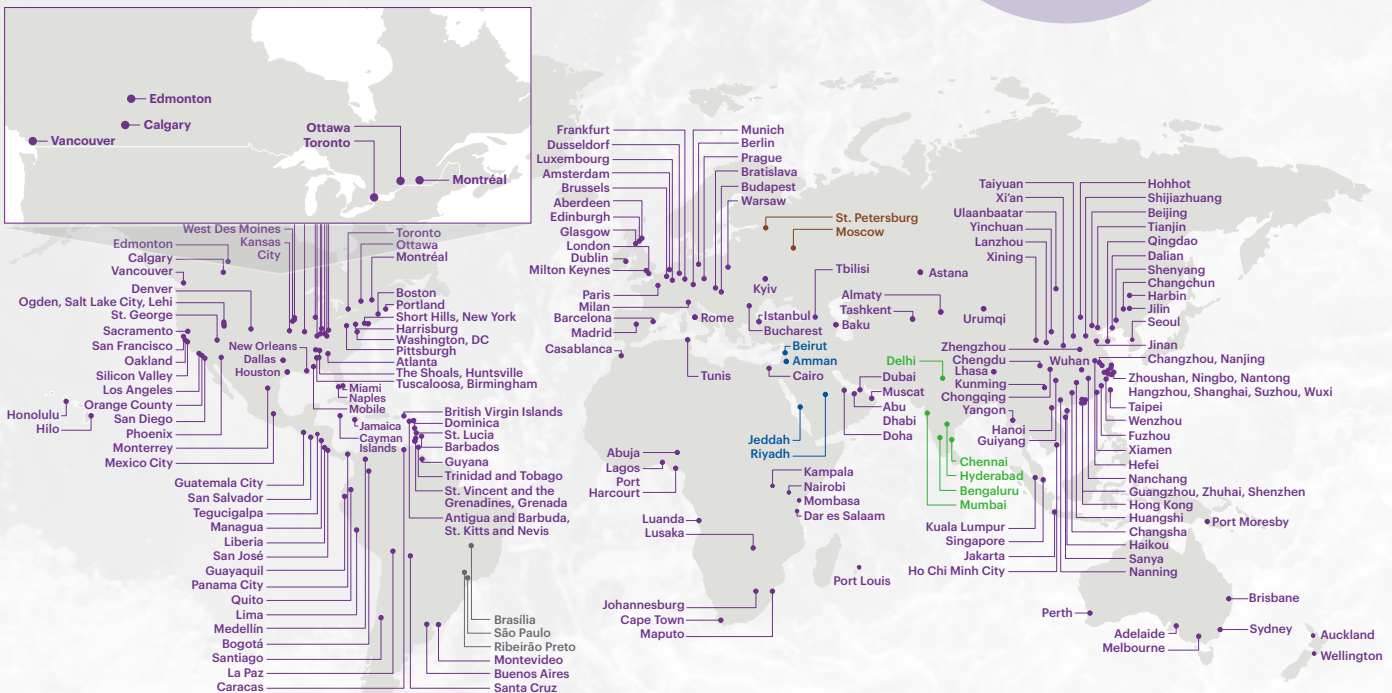 Edmonton
Calgary
Vancouver
Ottawa
Toronto
Montréal
West Des Moines
Kansas
City
Edmonton
Calgary
Vancouver
Denver
Ogden, Salt Lake City, Lehi
St. George
Sacramento
San Francisco
Oakland
Silicon Valley
Los Angeles
Orange County
San Diego
Phoenix
Monterrey
Mexico City
Honolulu
Hilo
New Orleans
Dallas
Houston
Toronto
Ottawa
Montréal
Boston
Portland
Short Hills, New York
Harrisburg
Washington, DC
Pittsburgh
Atlanta
The Shoals, Huntsville
Tuscaloosa, Birmingham
Miami
Naples
Mobile
Jamaica
Cayman
Islands
British Virgin Islands
Dominica
St. Lucia
Barbados
Guyana
Trinidad and Tobago
St. Vincent and the
Grenadines, Grenada
Antigua and Barbuda,
St. Kitts and Nevis
Guatemala City
San Salvador
Tegucigalpa
Managua
Liberia
San José
Guayaquil
Panama City
Quito
Lima
Medellín
Bogotá
Santiago
La Paz
Caracas
Brasília
São Paulo
Ribeirão Preto
Montevideo
Buenos Aires
Santa Cruz
Frankfurt
Dusseldorf
Luxembourg
Amsterdam
Brussels
Aberdeen
Edinburgh
Glasgow
London
Dublin
Milton Keynes
Paris
Milan
Barcelona
Madrid
Casablanca
Munich
Berlin
Prague
Bratislava
Budapest
Warsaw
St. Petersburg
Moscow
Tbilisi
Kyiv
Astana
Almaty
Tashkent
Baku
Urumqi
Rome
Istanbul
Bucharest
Tunis
Beirut
Amman
Cairo
Dubai
Muscat
Abu
Dhabi
Doha
Jeddah
Riyadh
Delhi
Chennai
Hyderabad
Bengaluru
Mumbai
Abuja
Lagos
Port
Harcourt
Kampala
Nairobi
Mombasa
Dar es Salaam
Luanda
Lusaka
Port Louis
Johannesburg
Cape Town
Maputo
Taiyuan
Xi'an
Ulaanbaatar
Yinchuan
Lanzhou
Xining
Hohhot
Shijiazhuang
Beijing
Tianjin
Qingdao
Dalian
Shenyang
Changchun
Harbin
Jilin
Seoul
Jinan
Zhengzhou
Chengdu
Wuhan
Lhasa
Kunming
Chongqing
Yangon
Hanoi
Guiyang
Changzhou, Nanjing
Zhoushan, Ningbo, Nantong
Hangzhou, Shanghai, Suzhou, Wuxi
Taipei
Wenzhou
Fuzhou
Xiamen
Hefei
Nanchang
Guangzhou, Zhuhai, Shenzhen
Hong Kong
Huangshi
Changsha
Haikou
Sanya
Nanning
Kuala Lumpur
Singapore
Jakarta
Ho Chi Minh City
Port Moresby
Perth
Brisbane
Adelaide
Melbourne
Sydney
Auckland
Wellington